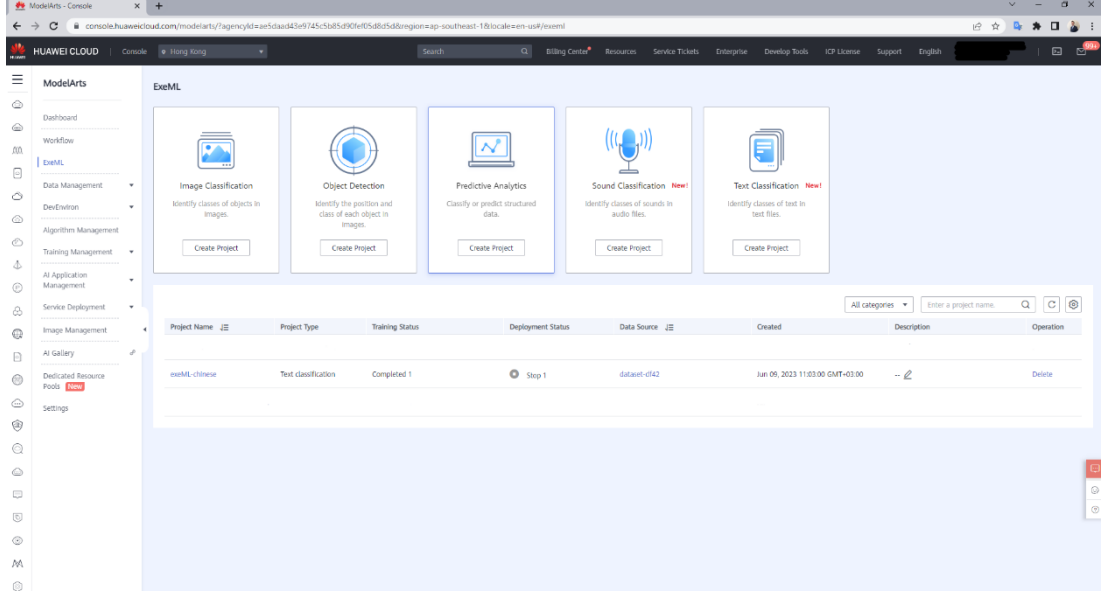 ModelArts - Console
console.huaweicloud.com/modelarts/?agencyId=ae5daad43e9745c5b85d90fef05d8d5d&region=ap-southeast-1&locale=en-us#/exeml
HUAWEI
HUAWEI CLOUD
Console
Hong Kong
Search
Billing Center
Resources
Service Tickets
Enterprise
Develop Tools
ICP License
Support
English
99+
ModelArts
Dashboard
Workflow
ExeML
Data Management
DevEnviron
Algorithm Management
Training Management
AI Application
Management
Service Deployment
Image Management
AI Gallery
Dedicated Resource
Pools New
Settings
ExeML
Image Classification
Identify classes of objects in
images.
Create Project
Object Detection
Identify the position and
class of each object in
images.
Create Project
Predictive Analytics
Classify or predict structured
data.
Create Project
Sound Classification New!
Identify classes of sounds in
audio files.
Create Project
Text Classification New!
Identify classes of text in
text files.
Create Project
All categories
Enter a project name.
Project Name Project Type Training Status Deployment Status Data Source Created Description Operation
exeML-chinese Text classification Completed 1 Stop 1 dataset-df42 Jun 09, 2023 11:03:00 GMT+03:00 -- Delete